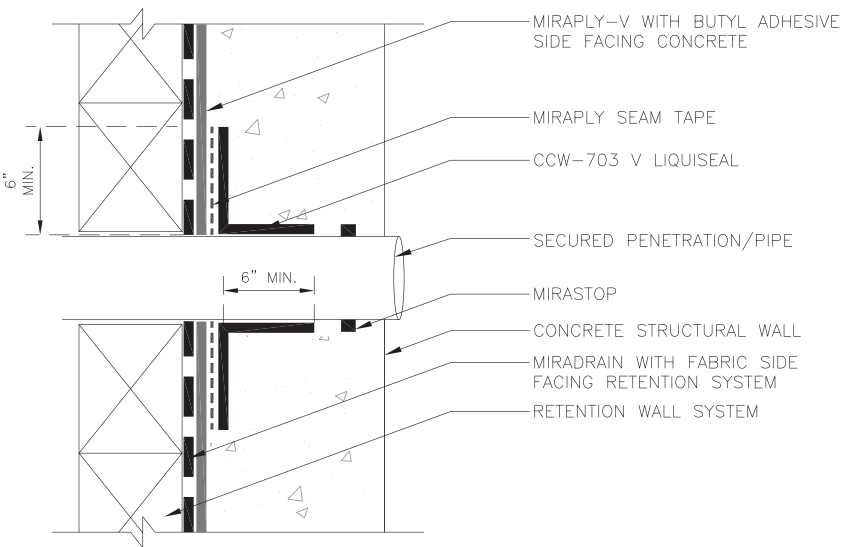 MIRAPLY-V WITH BUTYL ADHESIVE
SIDE FACING CONCRETE
MIRAPLY SEAM TAPE
CCW-703 V LIQUISEAL
6"
MIN.
SECURED PENETRATION/PIPE
6" MIN.
MIRASTOP
CONCRETE STRUCTURAL WALL
MIRADRAIN WITH FABRIC SIDE
FACING RETENTION SYSTEM
RETENTION WALL SYSTEM